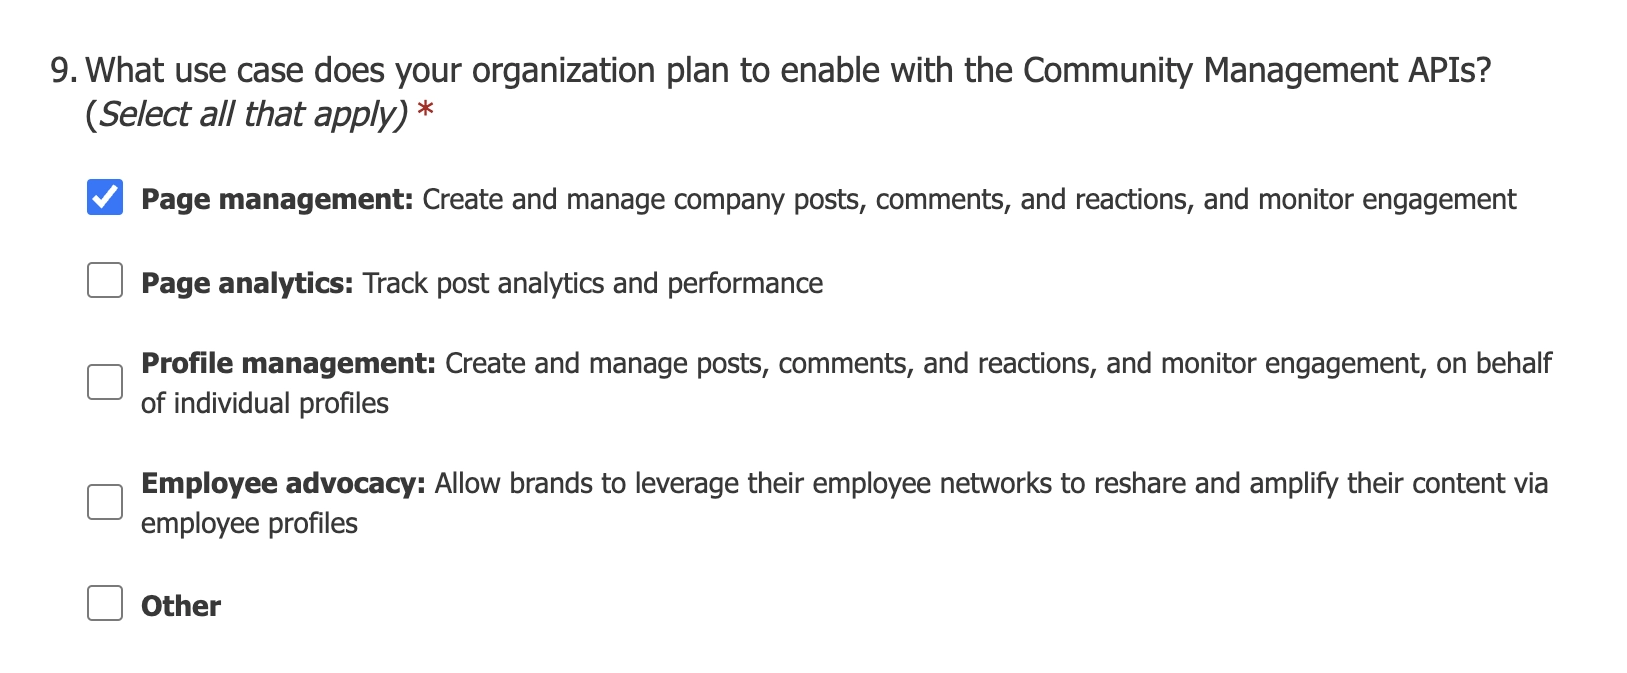 9. What use case does your organization plan to enable with the Community Management APIs?
(Select all that apply) *
Page management: Create and manage company posts, comments, and reactions, and monitor engagement
Page analytics: Track post analytics and performance
Profile management: Create and manage posts, comments, and reactions, and monitor engagement, on behalf
of individual profiles
Employee advocacy: Allow brands to leverage their employee networks to reshare and amplify their content via
employee profiles
Other